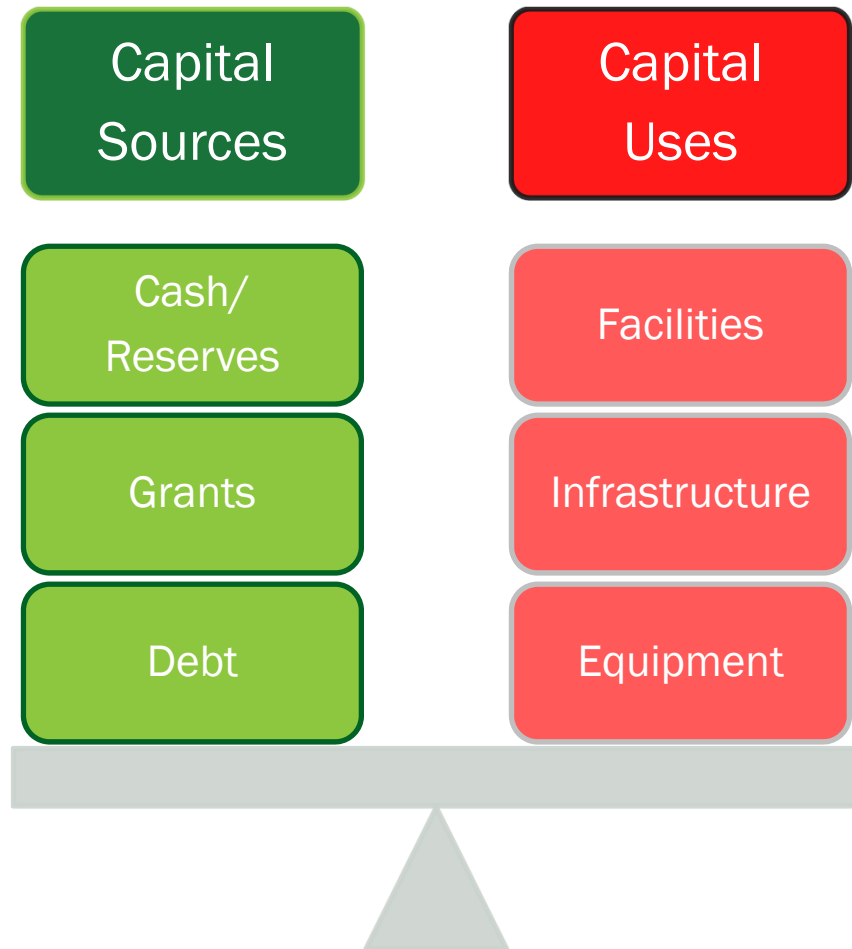 Capital
Sources
Capital
Uses
Cash/
Reserves
Facilities
Grants
Infrastructure
Debt
Equipment